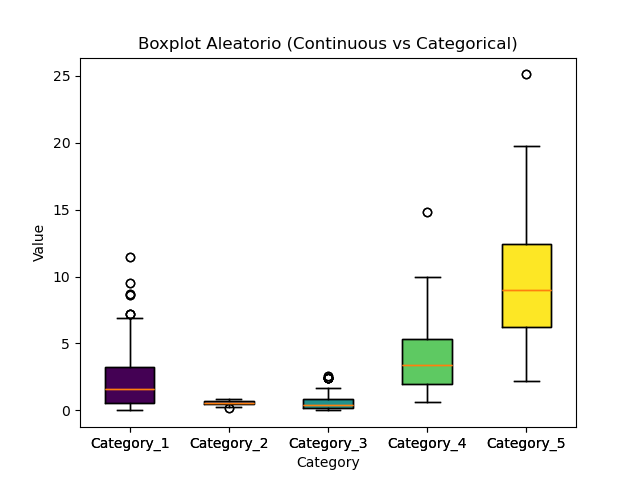 Boxplot Aleatorio (Continuous vs Categorical)
25
20
15
10
5
0
Value
Category_1 Category_2 Category_3 Category_4 Category_5
Category